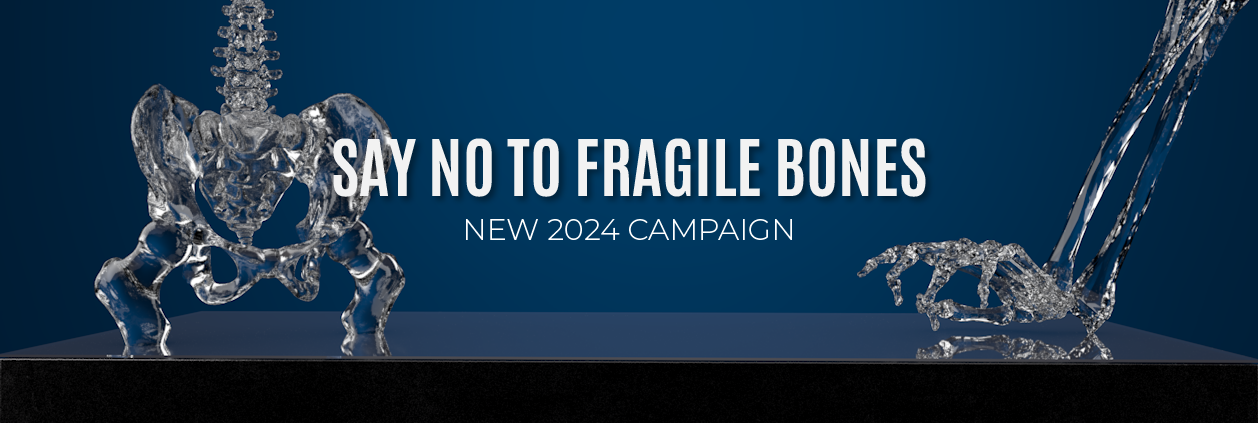 SAY NO TO FRAGILE BONES
NEW 2024 CAMPAIGN